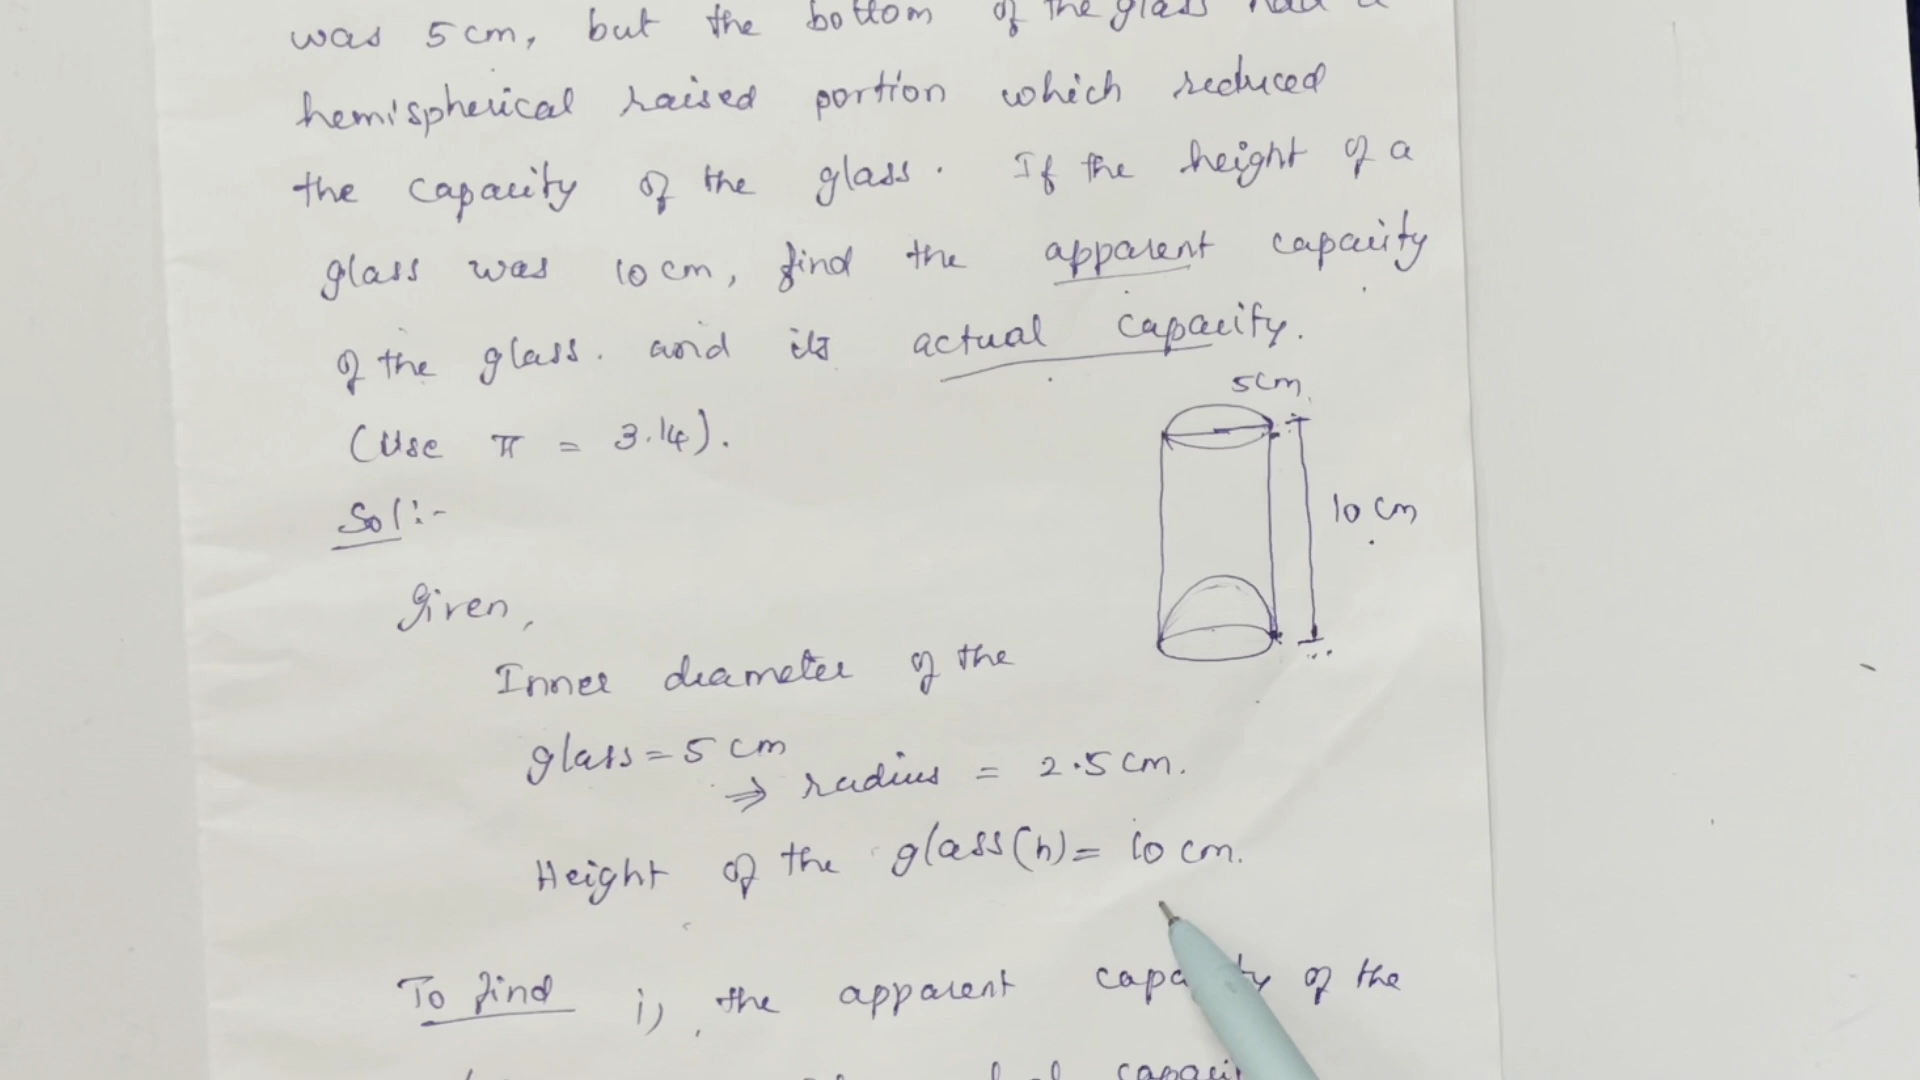 was 5cm, but the bottom of the glass had a
hemispherical raised portion which reduced
the capacity of the glass. If the height of a
glass was 10 cm, find the apparent capacity
of the glass. and its actual capacity.
(Use π = 3.14).
5cm
10 cm
Sol:-
Given,
Inner diameter of the
glass = 5 cm
⇒ radius = 2.5 cm.
Height of the glass (h) = 10 cm.
To find i), the apparent capacity of the